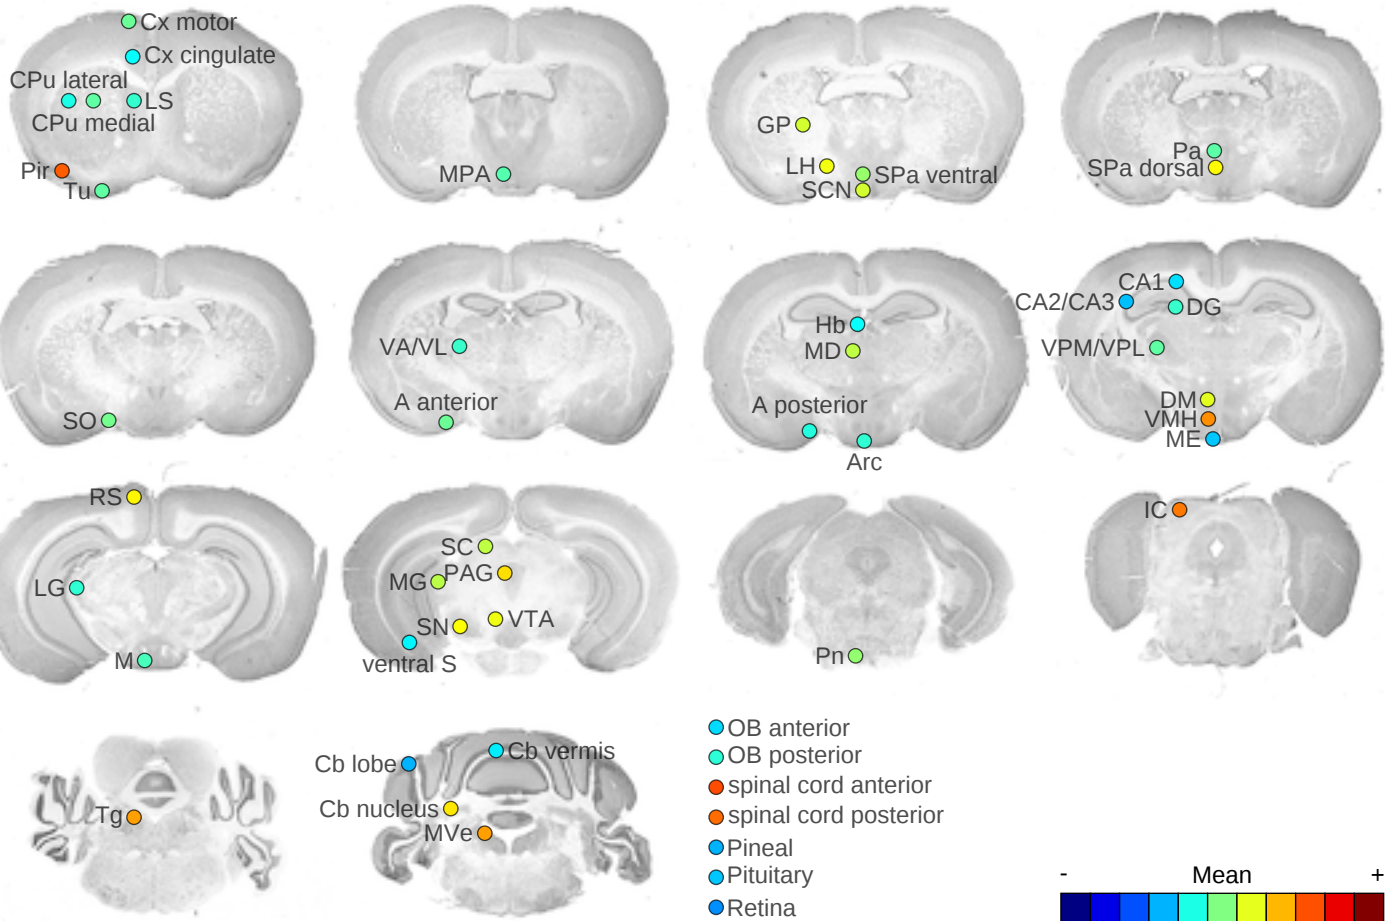 Cx motor
Cx cingulate
CPu lateral
LS
CPu medial
Pir
Tu
MPA
GP
LH
SPa ventral
SCN
Pa
SPa dorsal
SO
VA/VL
A anterior
Hb
MD
A posterior
Arc
CA1
CA2/CA3
DG
VPM/VPL
DM
VMH
ME
RS
LG
M
SC
MG
PAG
SN
VTA
ventral S
Pn
IC
Tg
Cb lobe
Cb vermis
Cb nucleus
MVe
OB anterior
OB posterior
spinal cord anterior
spinal cord posterior
Pineal
Pituitary
Retina
- Mean +